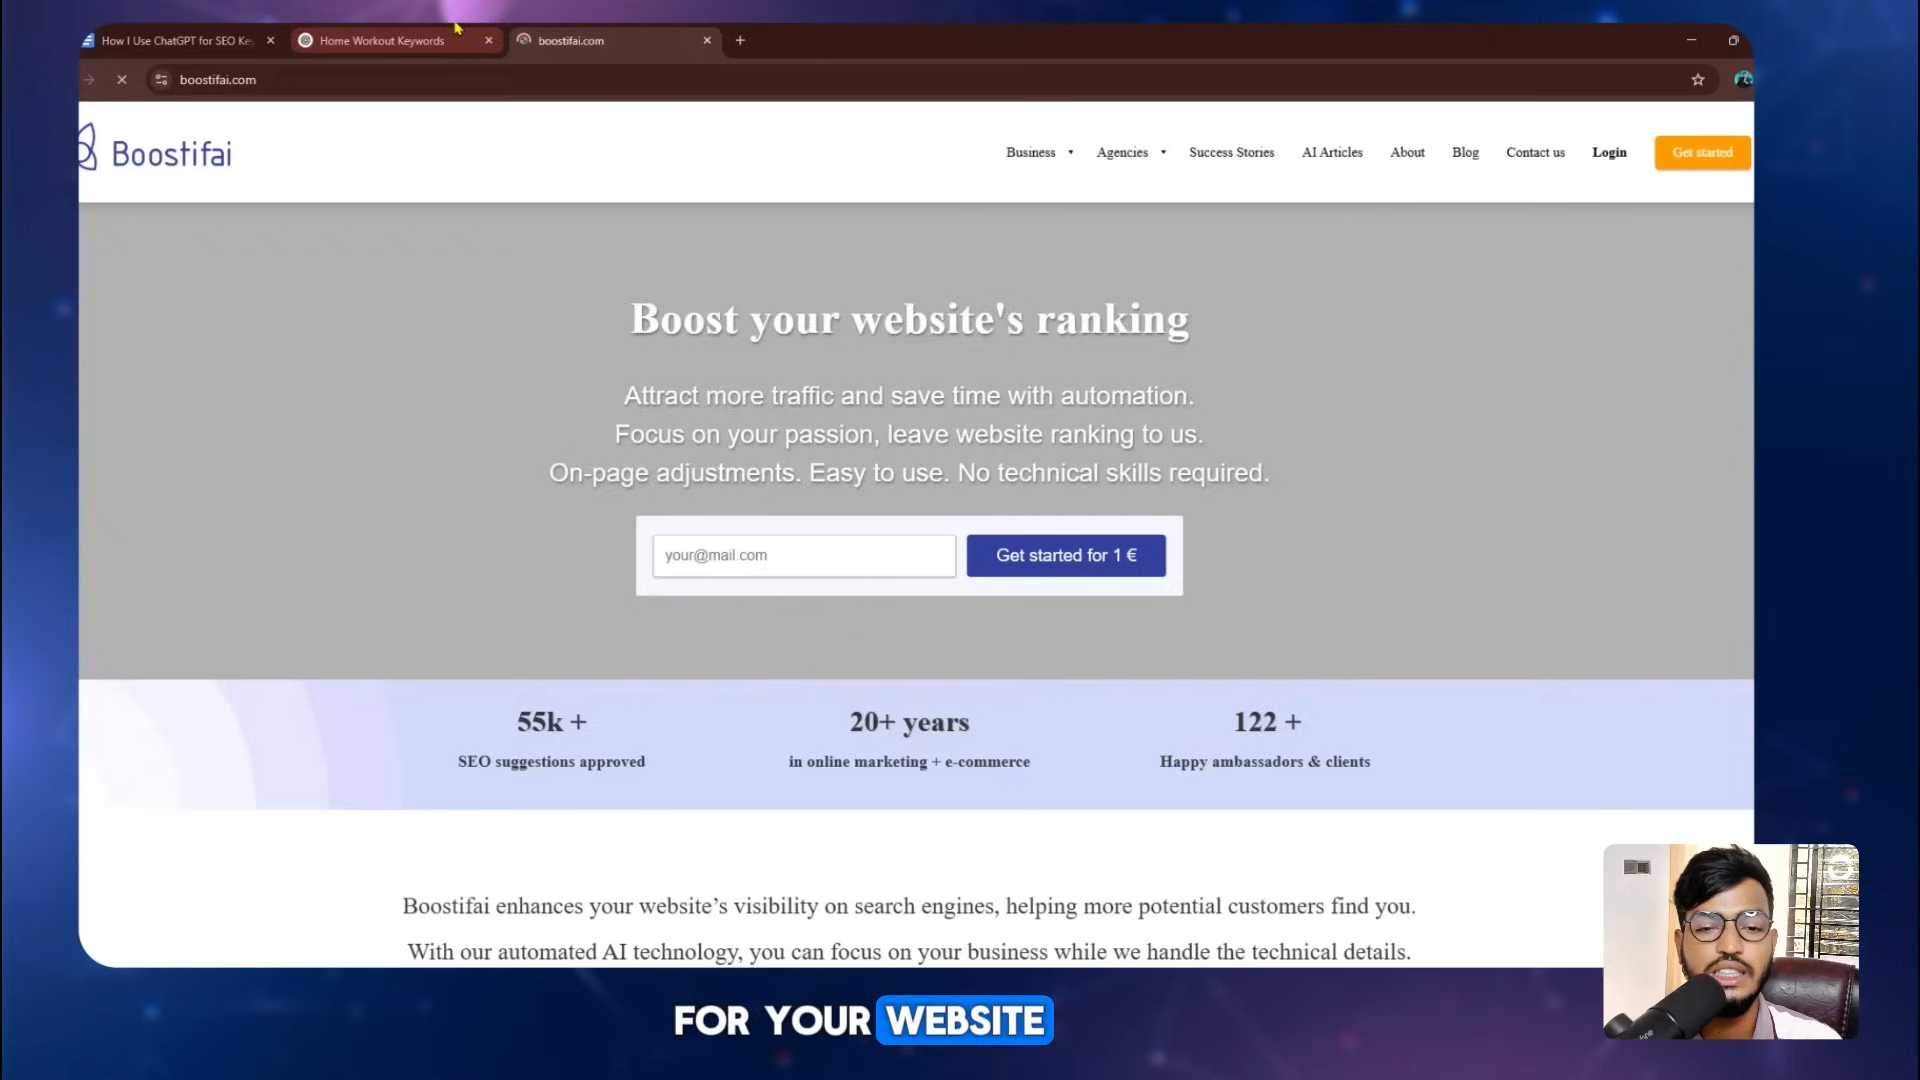 How I Use ChatGPT for SEO Ke
Home Workout Keywords
boostifai.com
boostifai.com
Boostifai
Business
Agencies
Success Stories
AI Articles
About
Blog
Contact us
Login
Get started
Boost your website's ranking
Attract more traffic and save time with automation.
Focus on your passion, leave website ranking to us.
On-page adjustments. Easy to use. No technical skills required.
your@mail.com
Get started for 1 €
55k +
20+ years
122 +
SEO suggestions approved
in online marketing + e-commerce
Happy ambassadors & clients
Boostifai enhances your website’s visibility on search engines, helping more potential customers find you.
With our automated AI technology, you can focus on your business while we handle the technical details.
FOR YOUR WEBSITE